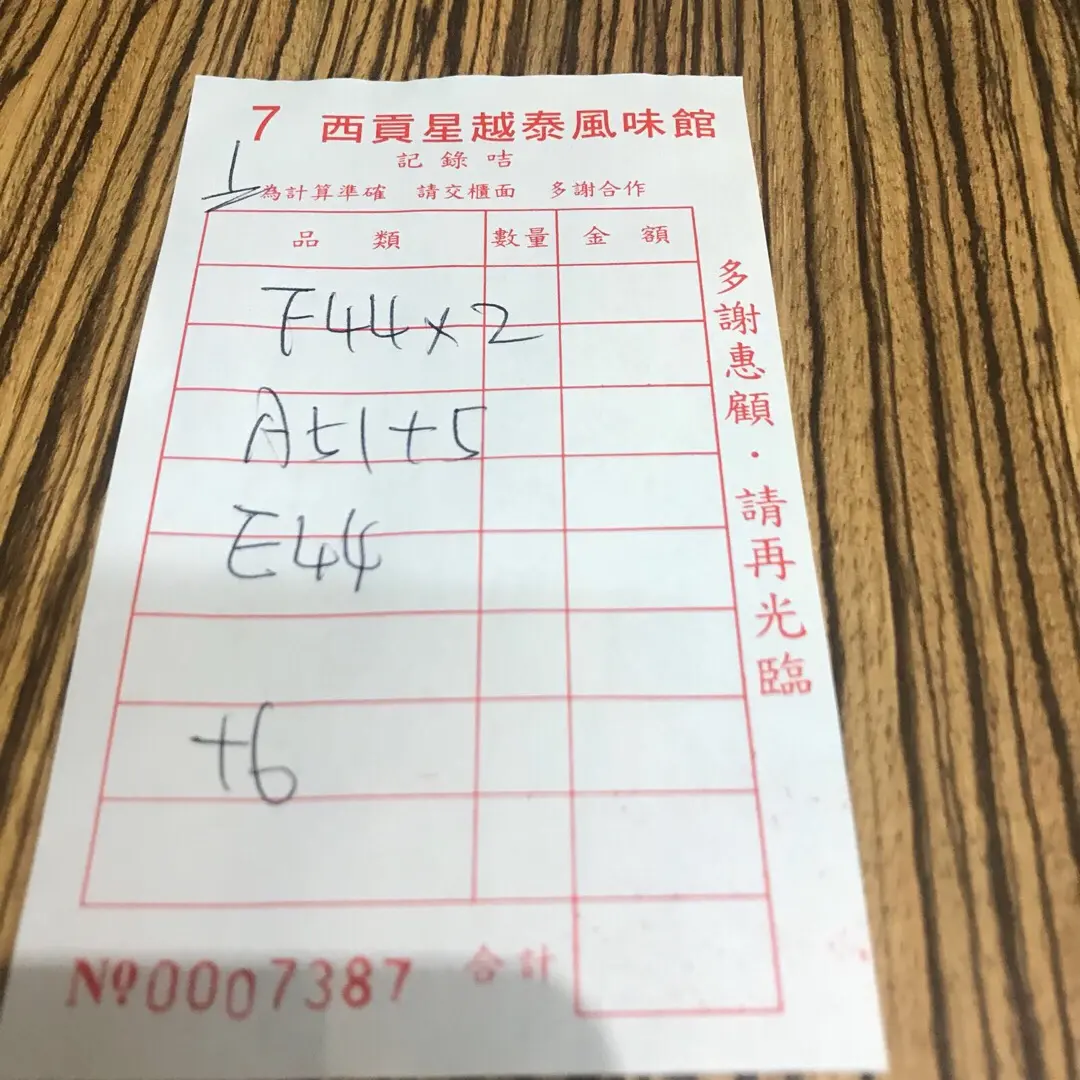 7 西貢星越泰風味館
記錄咭
為計算準確 請交櫃面 多謝合作
品類 數量 金額
F44 x 2
A51+5
E44
+6
多謝惠顧·請再光臨
合計
№0007387